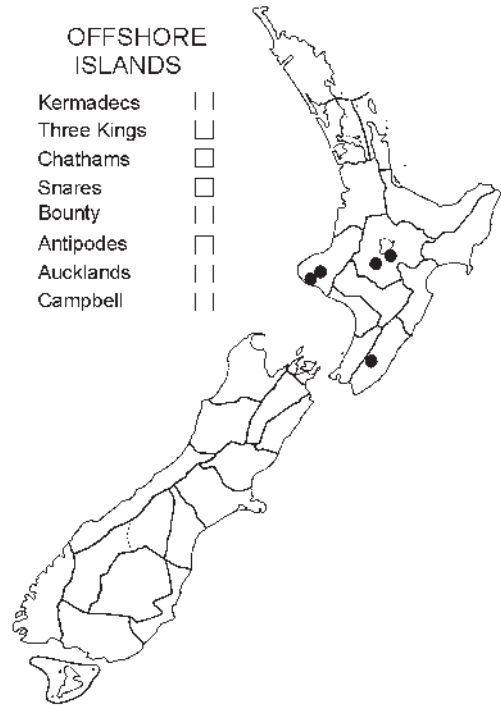 OFFSHORE
ISLANDS
Kermadecs
Three Kings
Chathams
Snares
Bounty
Antipodes
Aucklands
Campbell